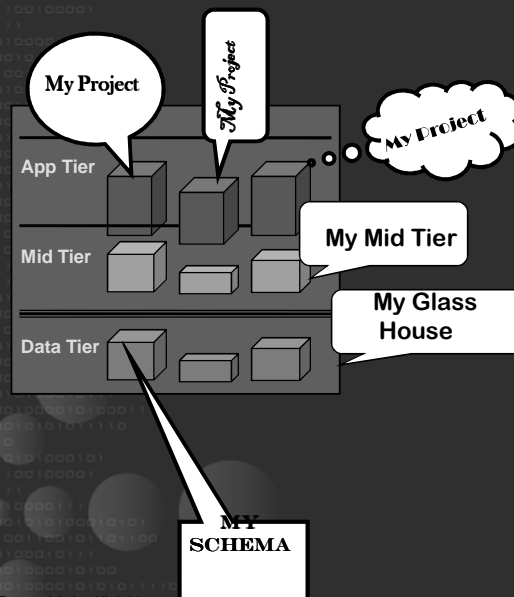 My Project
My Project
My Project
App Tier
My Mid Tier
Mid Tier
My Glass
House
Data Tier
MY
SCHEMA